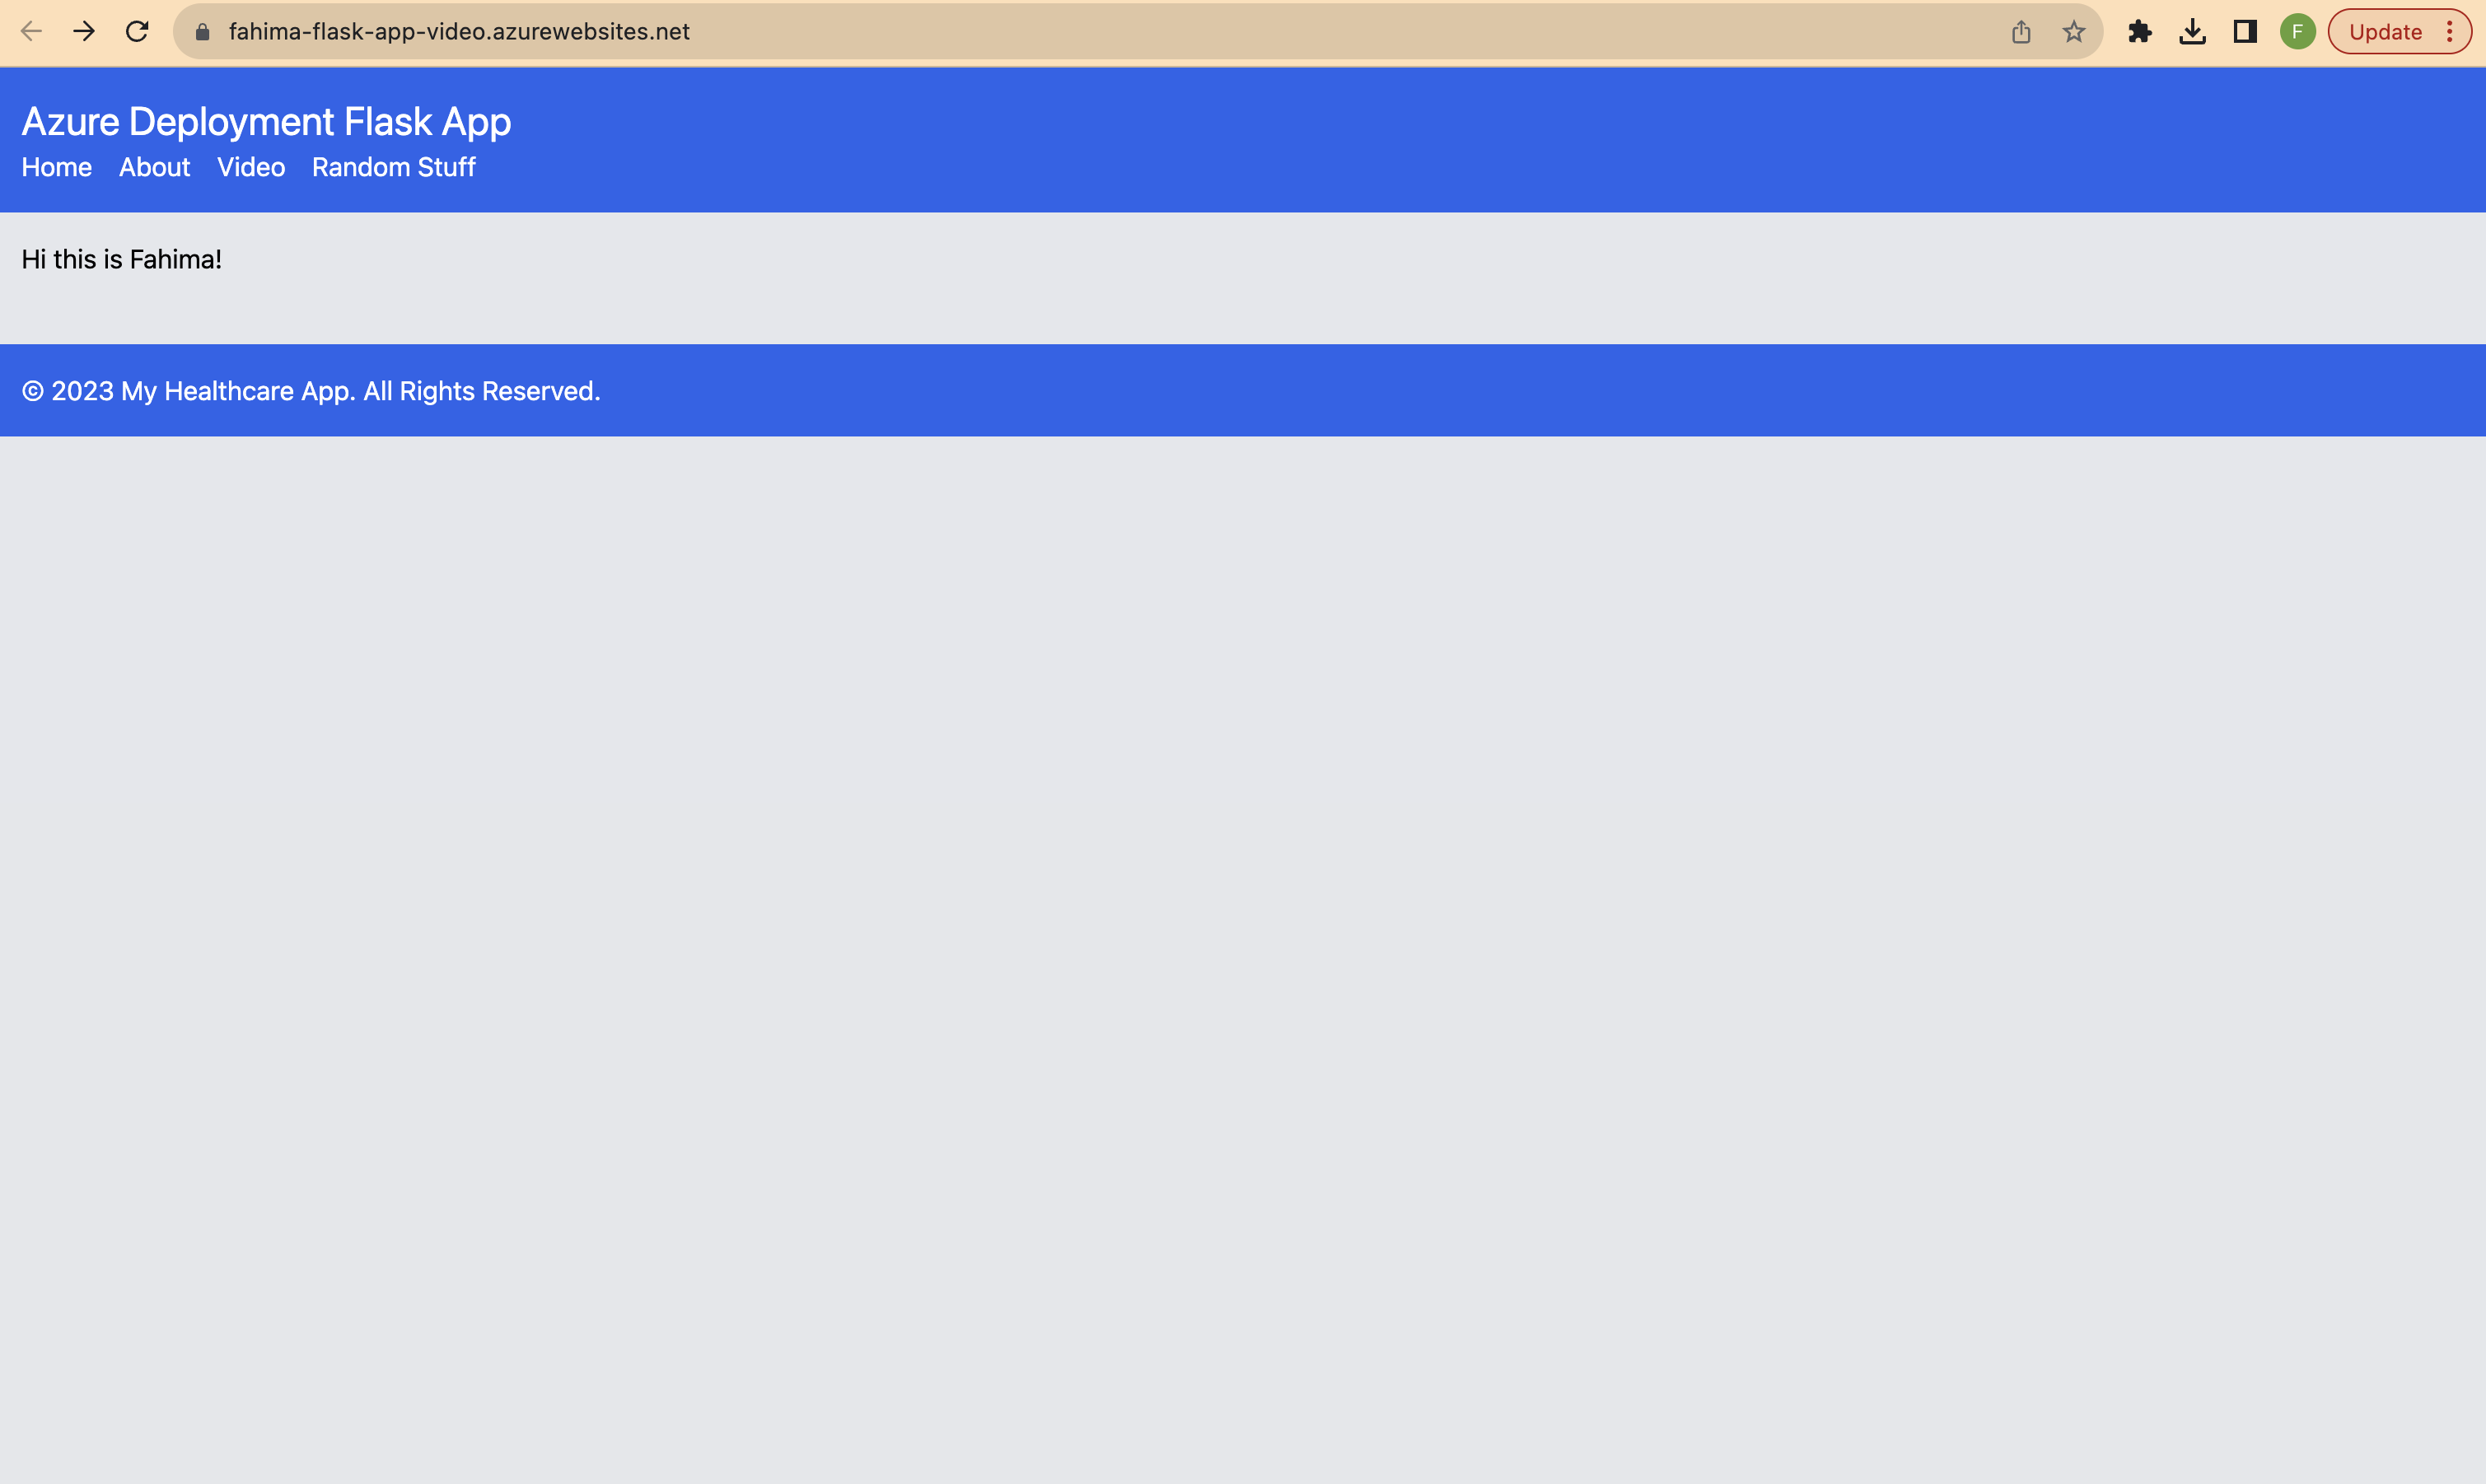 fahima-flask-app-video.azurewebsites.net
F
Update
Azure Deployment Flask App
Home About Video Random Stuff
Hi this is Fahima!
© 2023 My Healthcare App. All Rights Reserved.